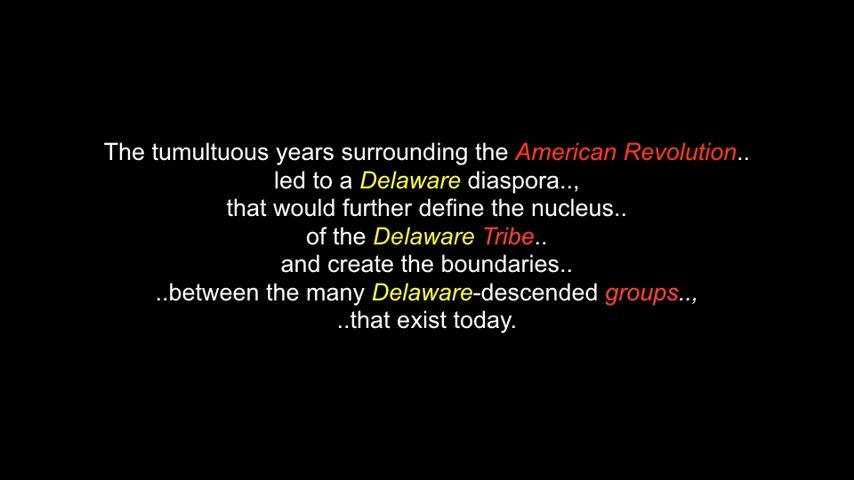 The tumultuous years surrounding the American Revolution..
led to a Delaware diaspora..,
that would further define the nucleus..
of the Delaware Tribe..
and create the boundaries..
..between the many Delaware-descended groups..,
..that exist today.